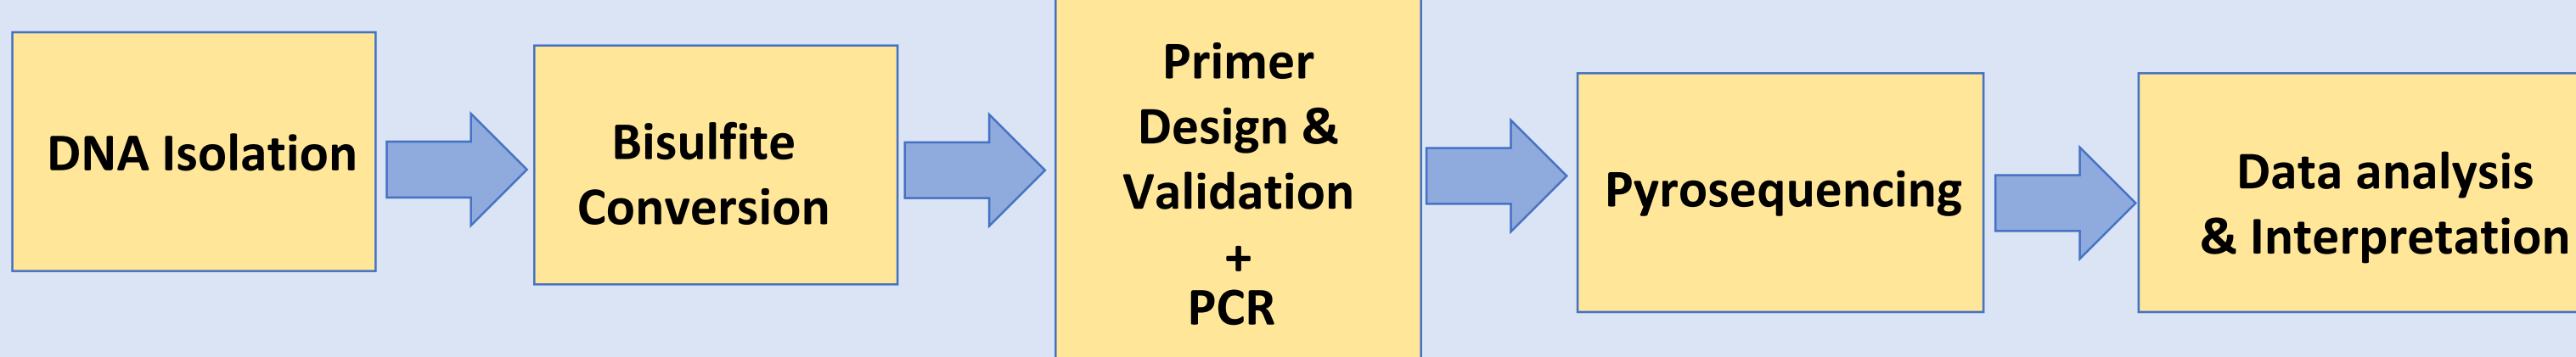 DNA Isolation
Bisulfite
Conversion
Primer
Design &
Validation
+
PCR
Pyrosequencing
Data analysis
& Interpretation